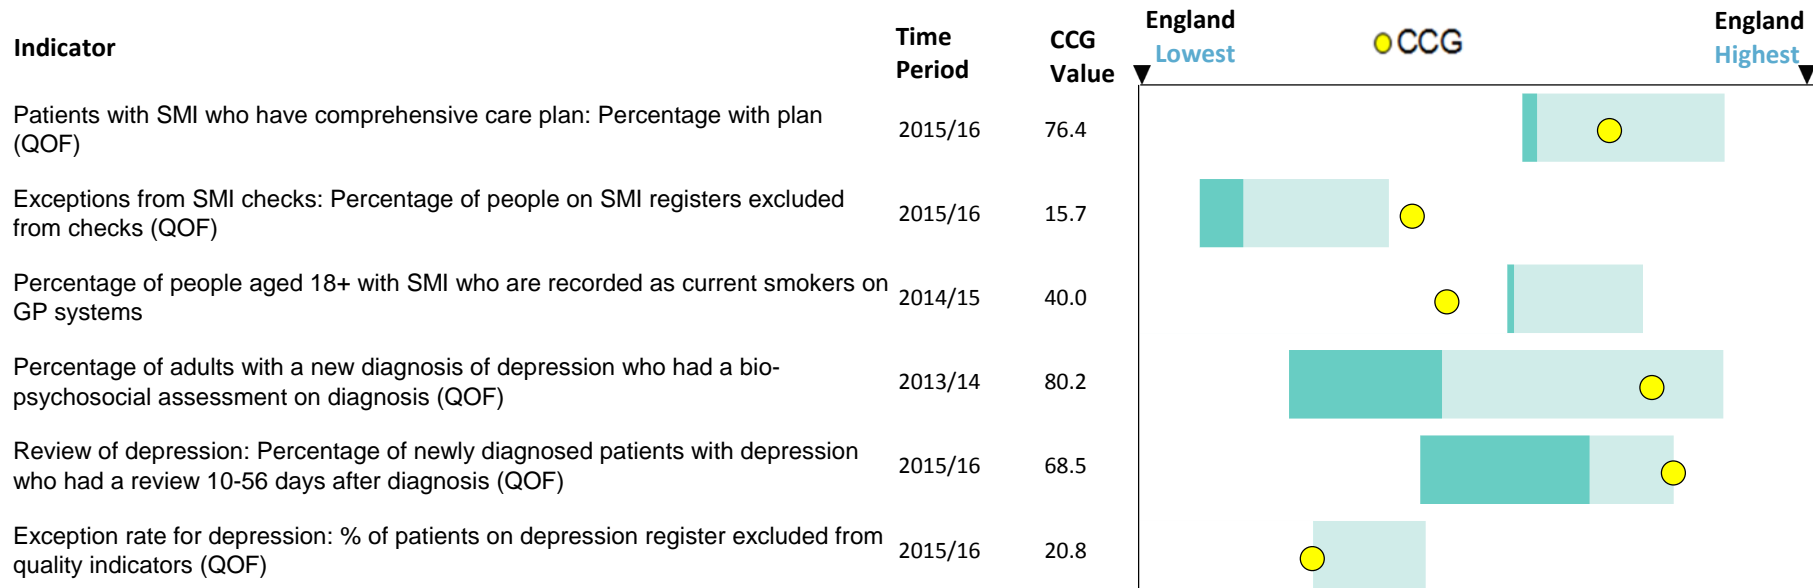 Indicator
Time Period
CCG Value
England Lowest
CCG
England Highest
Patients with SMI who have comprehensive care plan: Percentage with plan
(QOF)
2015/16
76.4
Exceptions from SMI checks: Percentage of people on SMI registers excluded
from checks (QOF)
2015/16
15.7
Percentage of people aged 18+ with SMI who are recorded as current smokers on
GP systems
2014/15
40.0
Percentage of adults with a new diagnosis of depression who had a bio-
psychosocial assessment on diagnosis (QOF)
2013/14
80.2
Review of depression: Percentage of newly diagnosed patients with depression
who had a review 10-56 days after diagnosis (QOF)
2015/16
68.5
Exception rate for depression: % of patients on depression register excluded from
quality indicators (QOF)
2015/16
20.8